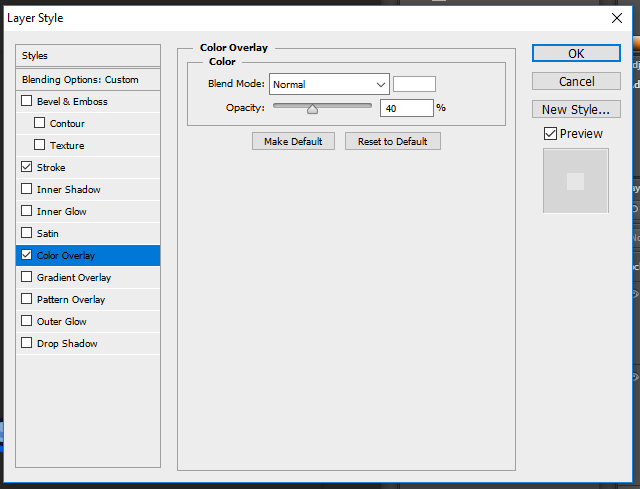 Layer Style
Styles
Blending Options: Custom
Bevel & Emboss
Contour
Texture
Stroke
Inner Shadow
Inner Glow
Satin
Color Overlay
Gradient Overlay
Pattern Overlay
Outer Glow
Drop Shadow
Color Overlay
Color
Blend Mode: Normal
Opacity: 40 %
Make Default Reset to Default
OK
Cancel
New Style...
Preview